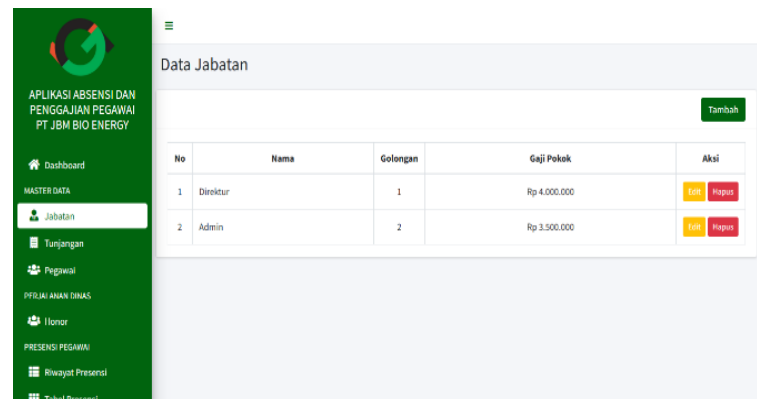 APLIKASI ABSENSI DAN
PENGGAJIAN PEGAWAI
PT JBM BIO ENERGY
Dashboard
MASTER DATA
Jabatan
Tunjangan
Pegawai
PERJALANAN DINAS
Honor
PRESENSI PEGAWAI
Riwayat Presensi
Tabel Presensi
Data Jabatan
Tambah
No Nama Golongan Gaji Pokok Aksi
1 Direktur 1 Rp 4.000.000 Edit Hapus
2 Admin 2 Rp 3.500.000 Edit Hapus